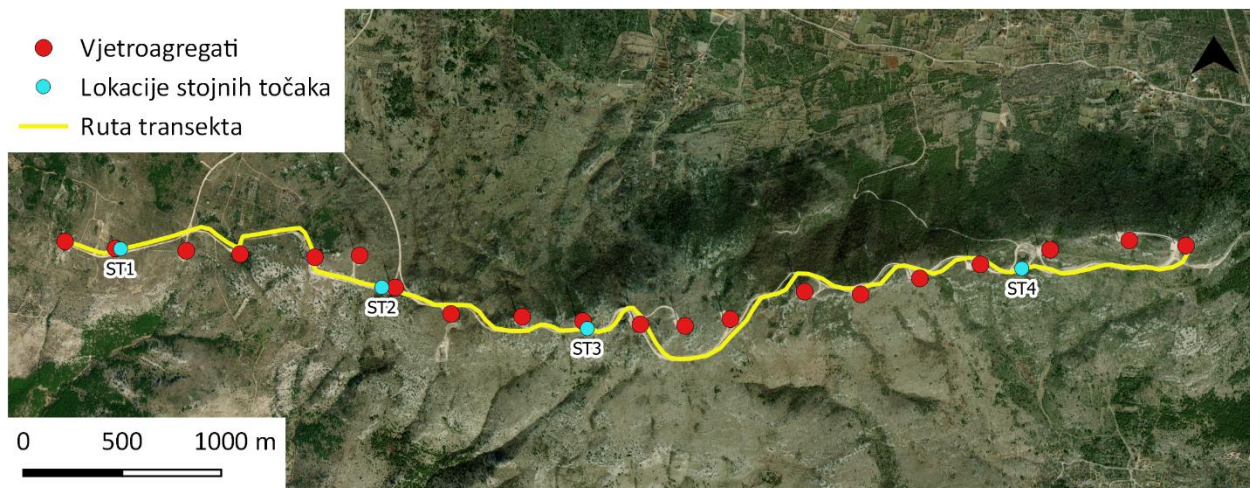 Vjetroagregati
Lokacije stojnih točaka
Ruta transekta
ST1
ST2
ST3
ST4
0 500 1000 m